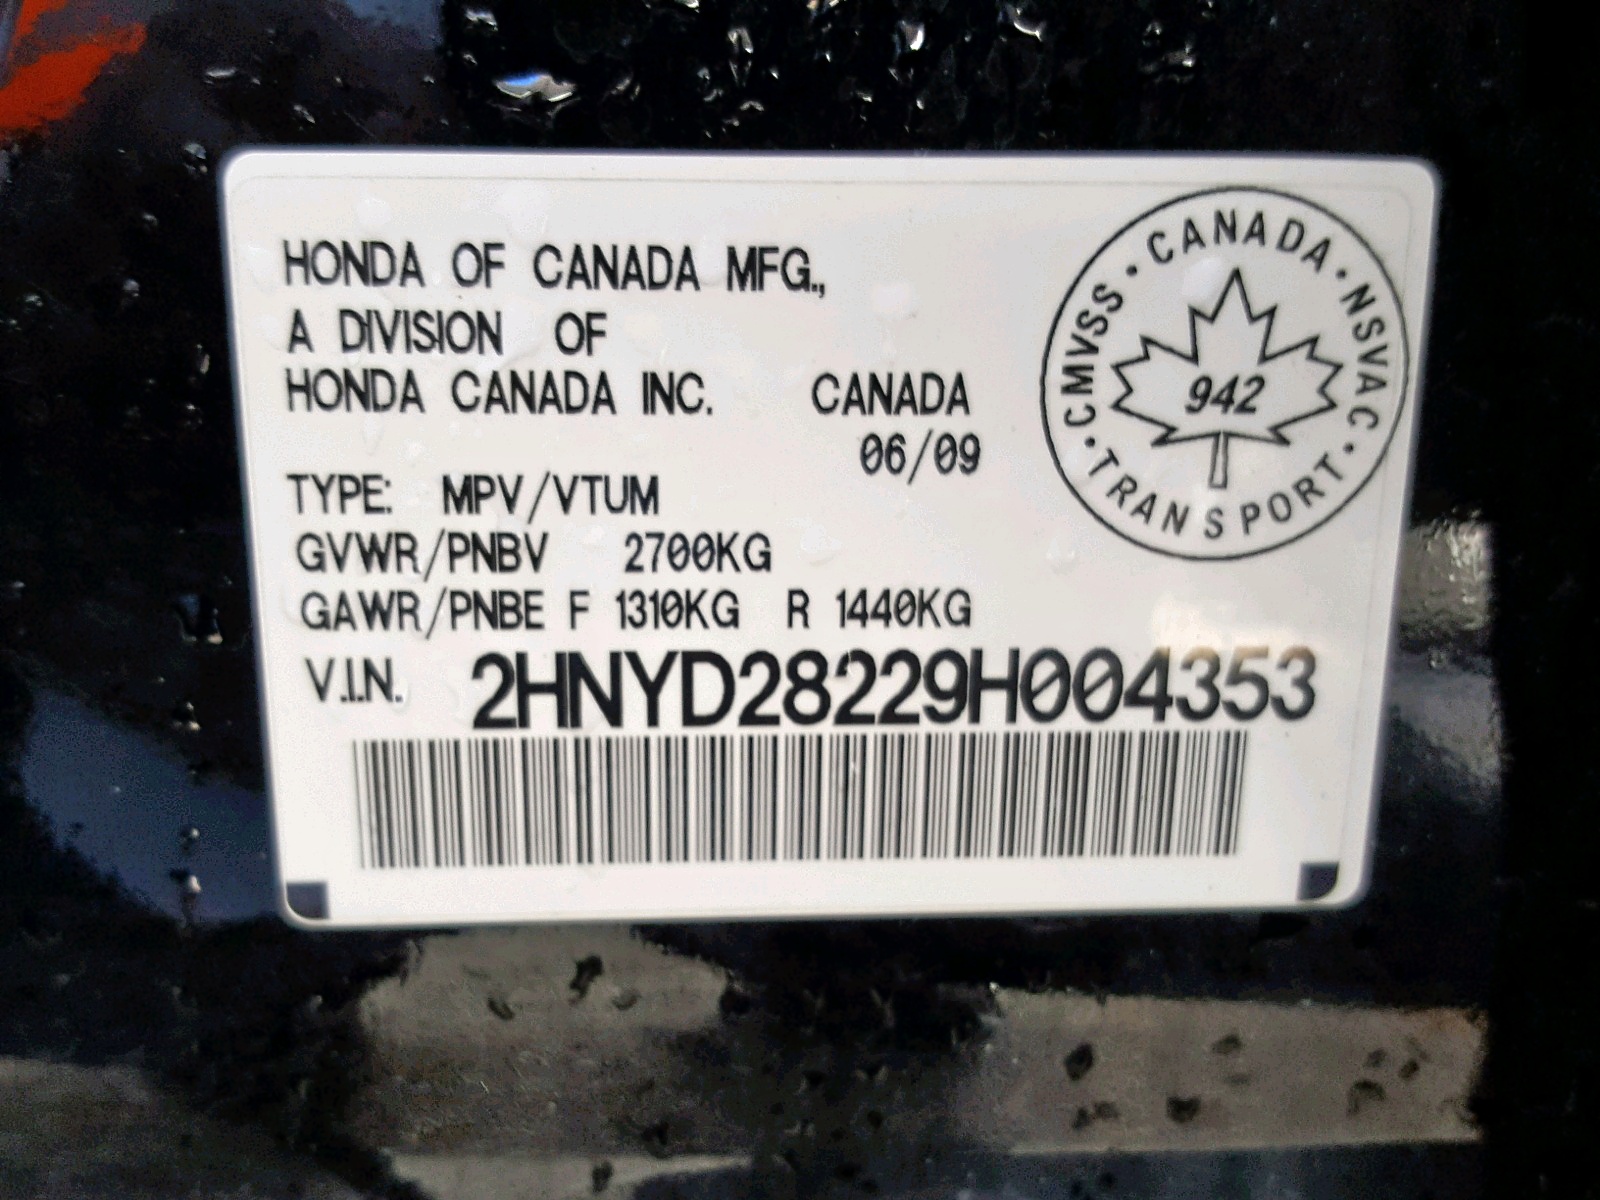 HONDA OF CANADA MFG.,
A DIVISION OF
HONDA CANADA INC. CANADA
06/09
TYPE: MPV/VTUM
GVWR/PNBV 2700KG
GAWR/PNBE F 1310KG R 1440KG
V.I.N. 2HNYD28229H004353
CMVSS · CANADA · NSVAC · TRANSPORT ·
942